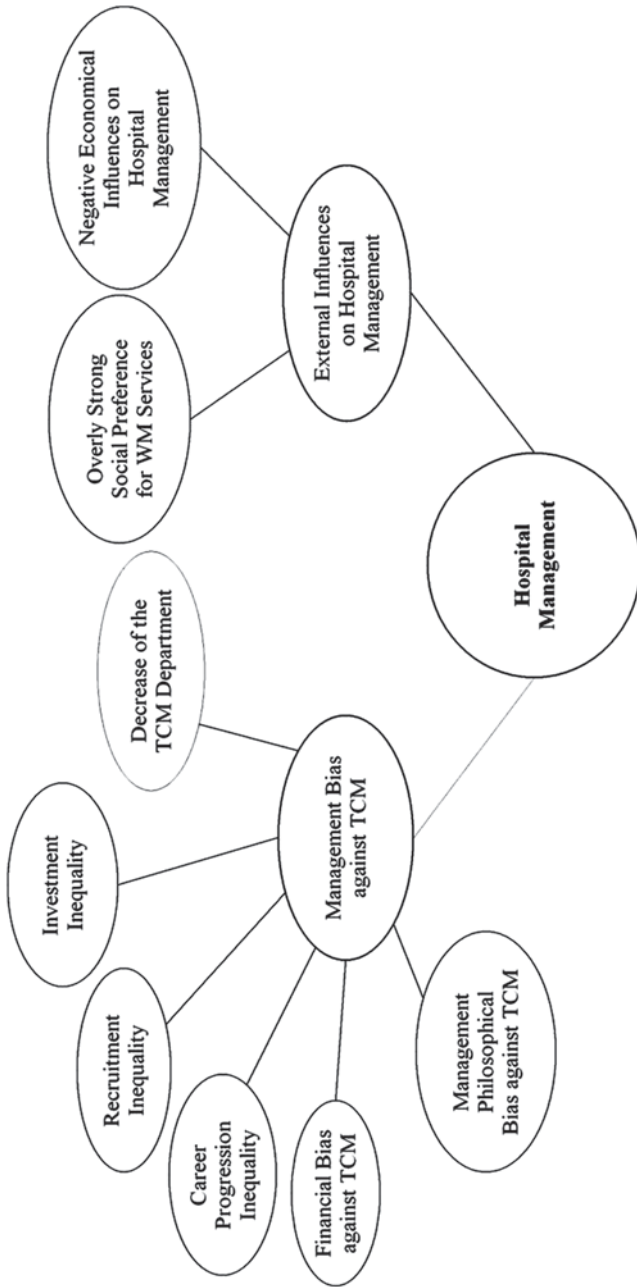 Negative Economical
Influences on
Hospital
Management
Overly Strong
Social Preference
for WM Services
External Influences
on Hospital
Management
Decrease of the
TCM Department
Investment
Inequality
Recruitment
Inequality
Career
Progression
Inequality
Financial Bias
against TCM
Management
Philosophical
Bias against TCM
Management Bias
against TCM
Hospital
Management